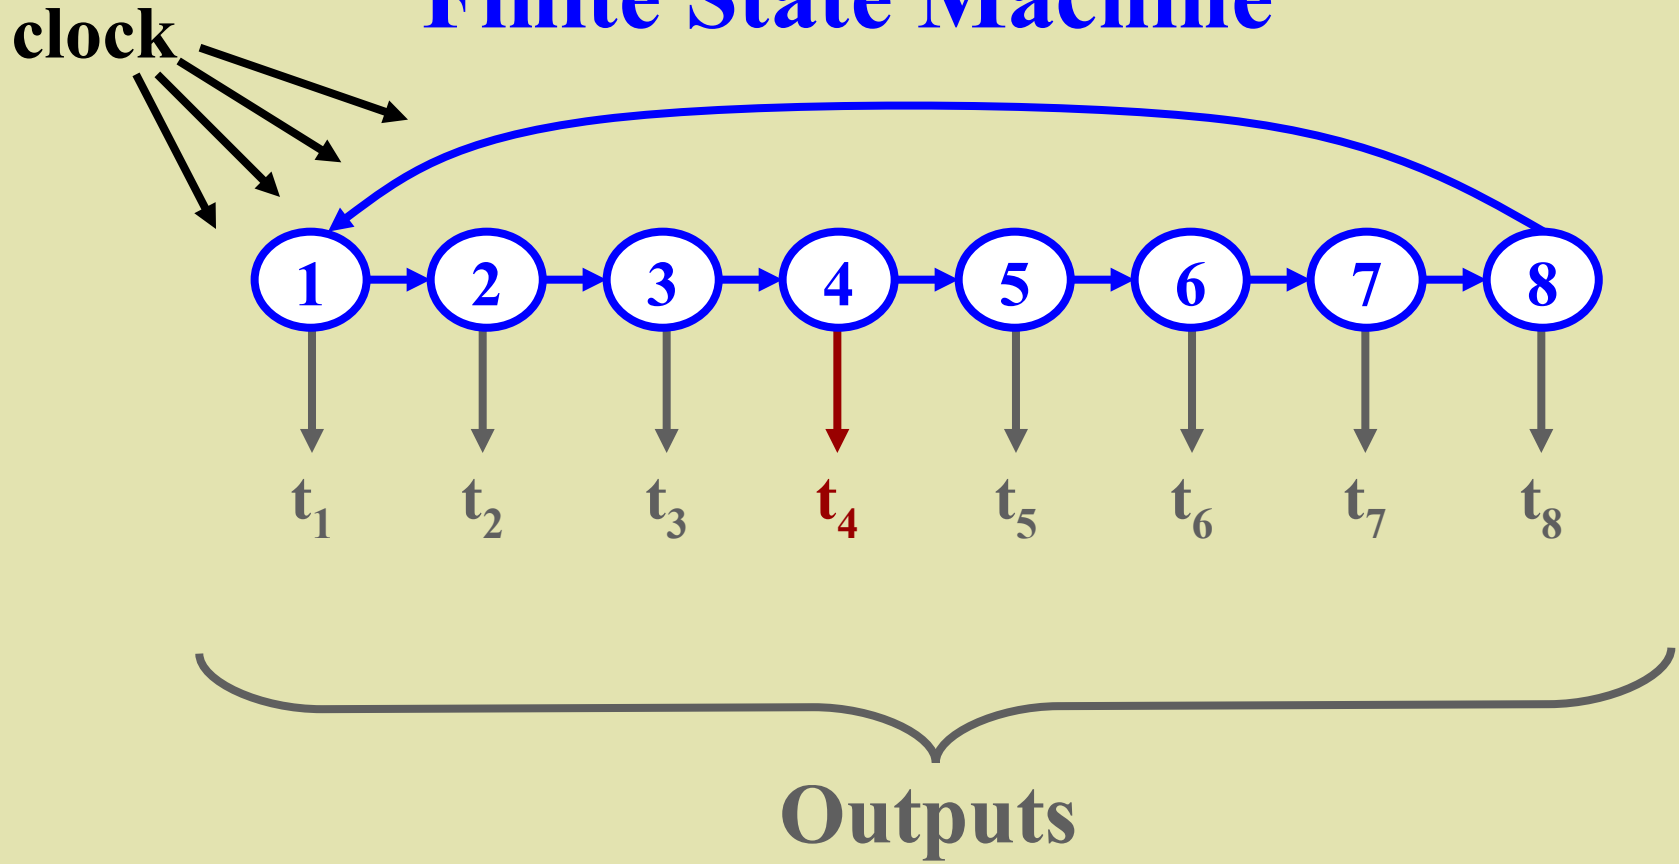 Finite State Machine
clock
1 2 3 4 5 6 7 8
t1 t2 t3 t4 t5 t6 t7 t8
Outputs